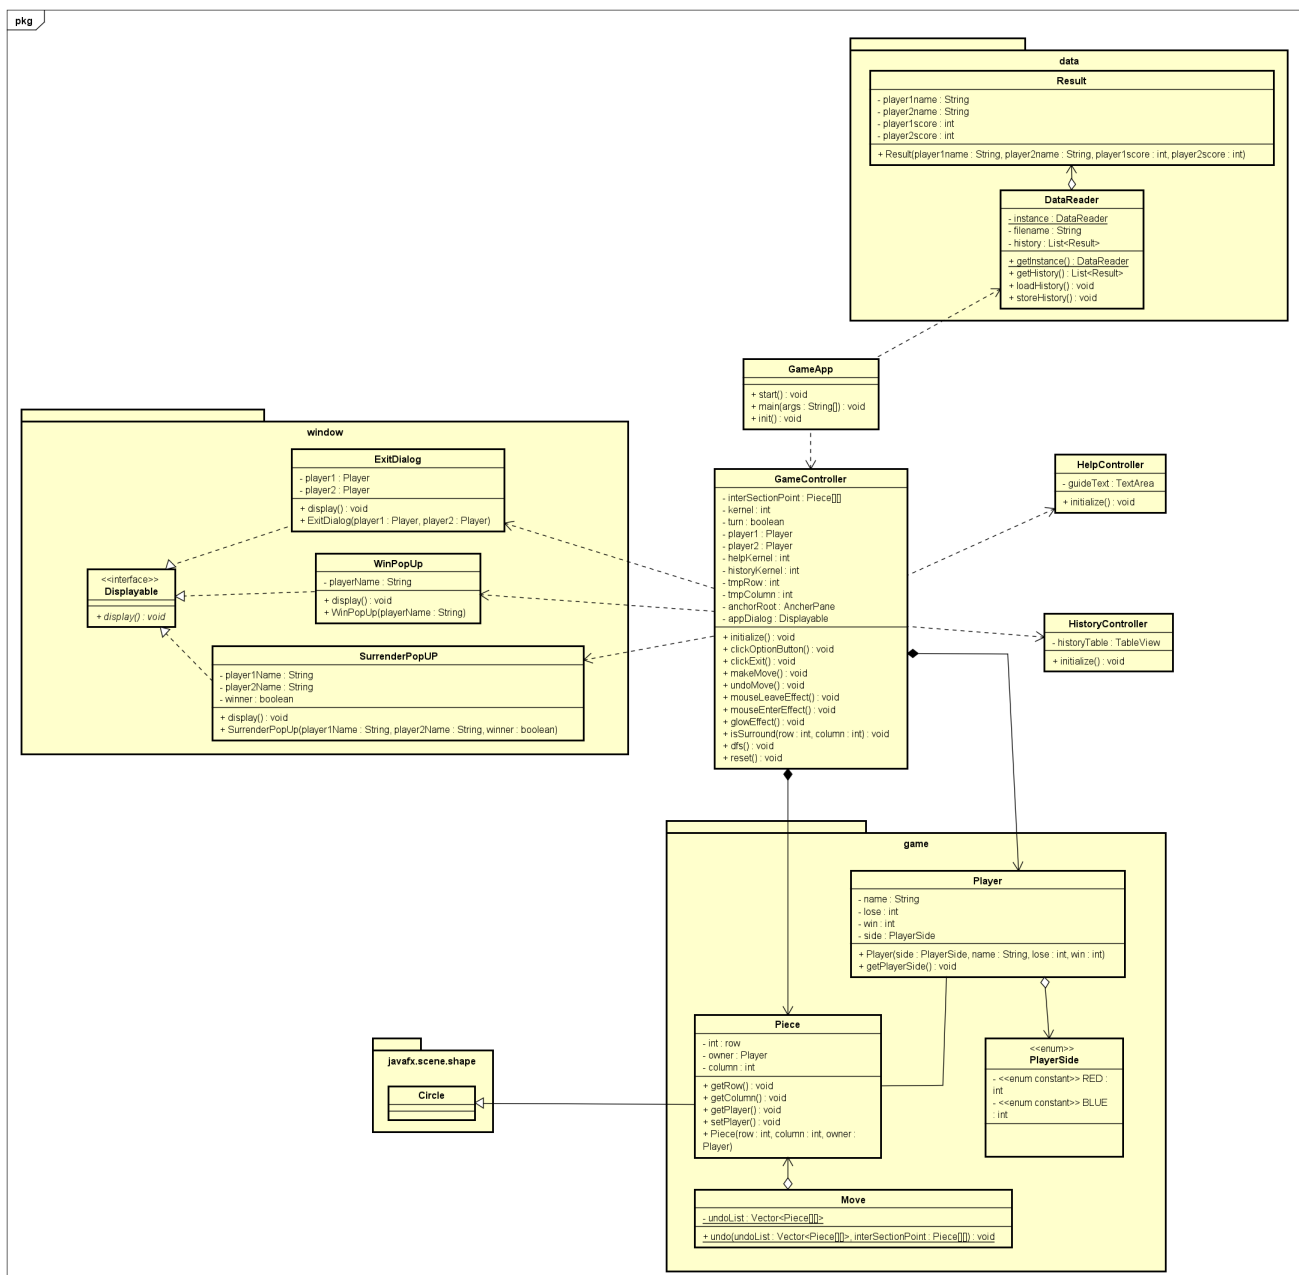 pkg
data
Result
- player1name : String
- player2name : String
- player1score : int
- player2score : int
+ Result(player1name : String, player2name : String, player1score : int, player2score : int)
DataReader
- instance : DataReader
- filename : String
- history : List<Result>
+ getInstance() : DataReader
+ getHistory() : List<Result>
+ loadHistory() : void
+ storeHistory() : void
GameApp
+ start() : void
+ main(args : String[]) : void
+ init() : void
window
ExitDialog
- player1 : Player
- player2 : Player
+ display() : void
+ ExitDialog(player1 : Player, player2 : Player)
WinPopUp
- playerName : String
+ display() : void
+ WinPopUp(playerName : String)
<<interface>>
Displayable
+ display() : void
SurrenderPopUP
- player1Name : String
- player2Name : String
- winner : boolean
+ display() : void
+ SurrenderPopUp(player1Name : String, player2Name : String, winner : boolean)
GameController
- interSectionPoint : Piece[][]
- kernel : int
- turn : boolean
- player1 : Player
- player2 : Player
- helpKernel : int
- historyKernel : int
- tmpRow : int
- tmpColumn : int
- anchorRoot : AncherPane
- appDialog : Displayable
+ initialize() : void
+ clickOptionButton() : void
+ clickExit() : void
+ makeMove() : void
+ undoMove() : void
+ mouseLeaveEffect() : void
+ mouseEnterEffect() : void
+ glowEffect() : void
+ isSurround(row : int, column : int) : void
+ dfs() : void
+ reset() : void
HelpController
- guideText : TextArea
+ initialize() : void
HistoryController
- historyTable : TableView
+ initialize() : void
game
Player
- name : String
- lose : int
- win : int
- side : PlayerSide
+ Player(side : PlayerSide, name : String, lose : int, win : int)
+ getPlayerSide() : void
Piece
- int : row
- owner : Player
- column : int
+ getRow() : void
+ getColumn() : void
+ getPlayer() : void
+ setPlayer() : void
+ Piece(row : int, column : int, owner :
Player)
<<enum>>
PlayerSide
- <<enum constant>> RED :
int
- <<enum constant>> BLUE
: int
javafx.scene.shape
Circle
Move
- undoList : Vector<Piece[][]>
+ undo(undoList : Vector<Piece[][]>, interSectionPoint : Piece[][]) : void